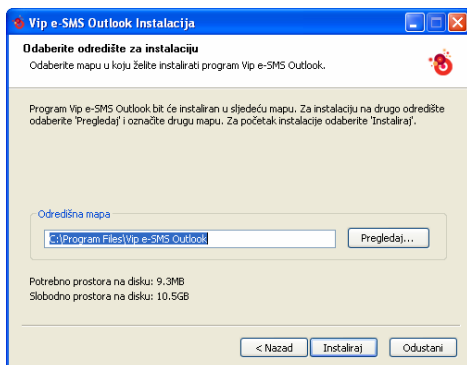 Vip e-SMS Outlook Instalacija
Odaberite odredište za instalaciju
Odaberite mapu u koju želite instalirati program Vip e-SMS Outlook.
Program Vip e-SMS Outlook bit će instaliran u sljedeću mapu. Za instalaciju na drugo odredište
odaberite 'Pregledaj' i označite drugu mapu. Za početak instalacije odaberite 'Instaliraj'.
Odredišna mapa
C:\Program Files\Vip e-SMS Outlook
Pregledaj...
Potrebno prostora na disku: 9.3MB
Slobodno prostora na disku: 10.5GB
< Nazad
Instaliraj
Odustani